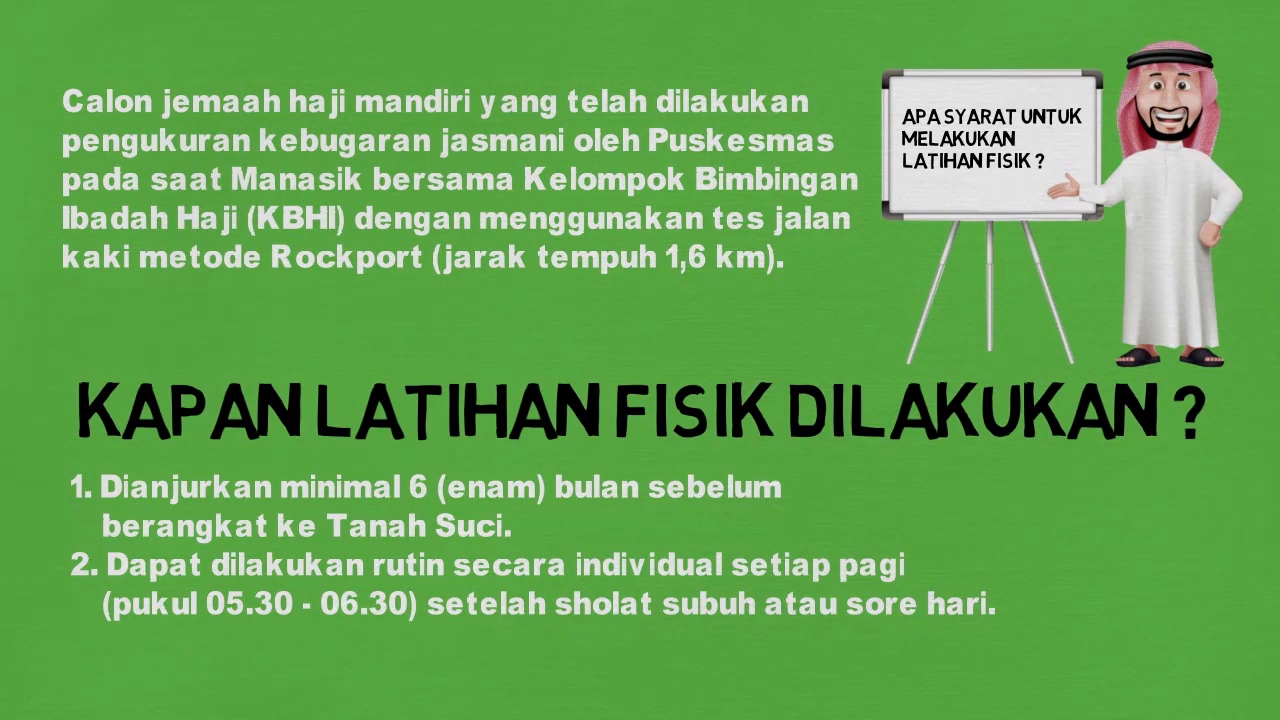 Calon jemaah haji mandiri yang telah dilakukan
pengukuran kebugaran jasmani oleh Puskesmas
pada saat Manasik bersama Kelompok Bimbingan
Ibadah Haji (KBHI) dengan menggunakan tes jalan
kaki metode Rockport (jarak tempuh 1,6 km).
APA SYARAT UNTUK
MELAKUKAN
LATIHAN FISIK ?
KAPAN LATIHAN FISIK DILAKUKAN ?
1. Dianjurkan minimal 6 (enam) bulan sebelum
berangkat ke Tanah Suci.
2. Dapat dilakukan rutin secara individual setiap pagi
(pukul 05.30 - 06.30) setelah sholat subuh atau sore hari.